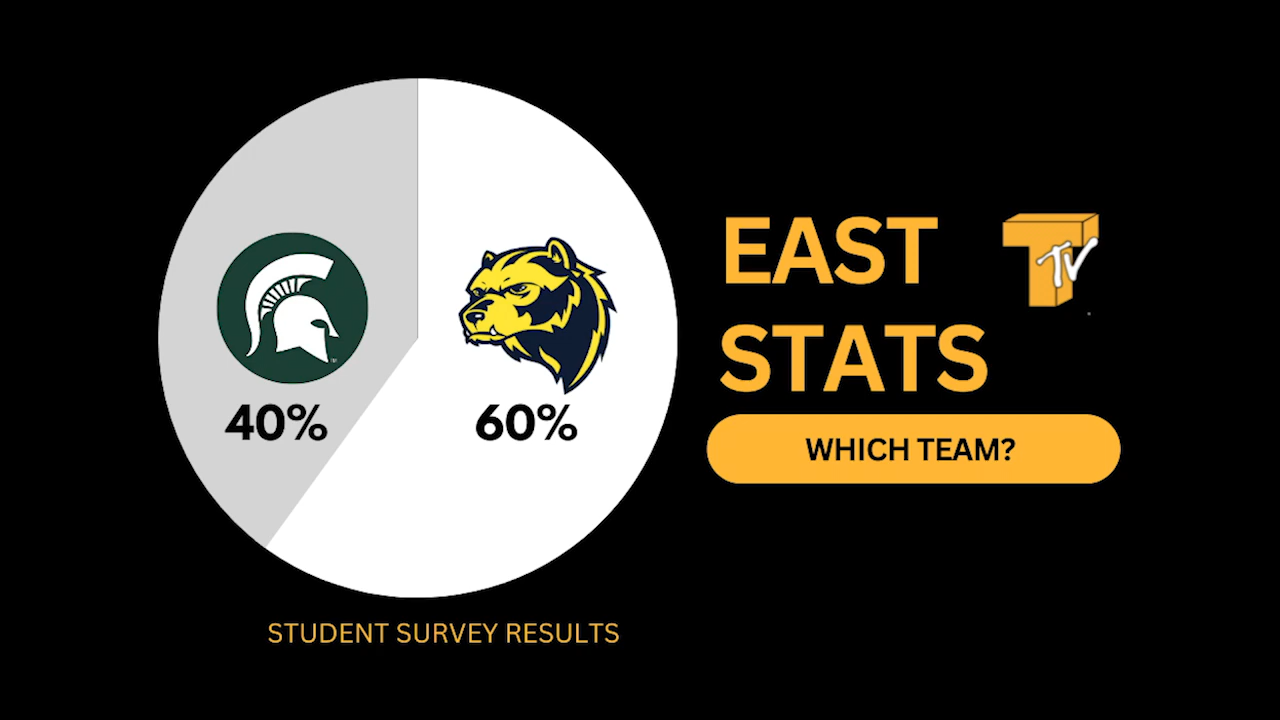 40%
60%
EAST
STATS
TV
WHICH TEAM?
STUDENT SURVEY RESULTS